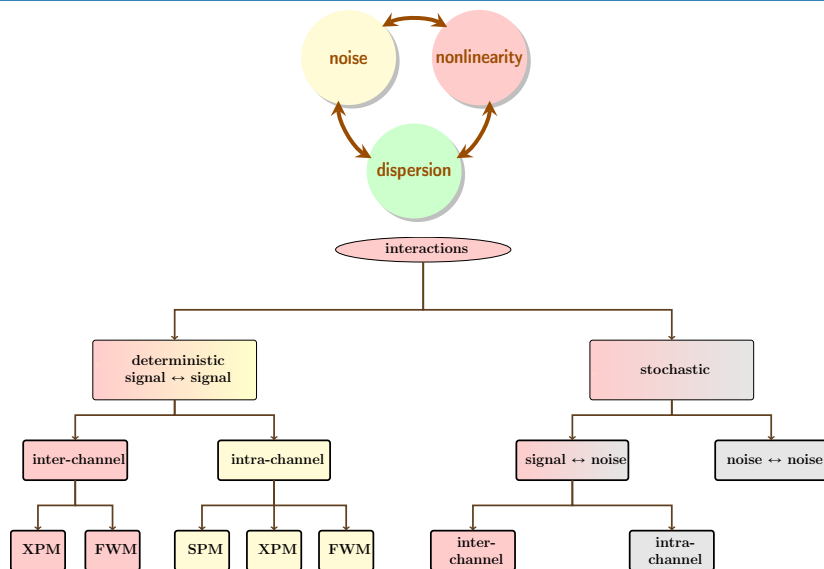 noise
nonlinearity
dispersion
interactions
deterministic
signal ↔ signal
stochastic
inter-channel
intra-channel
signal ↔ noise
noise ↔ noise
XPM
FWM
SPM
XPM
FWM
inter-
channel
intra-
channel